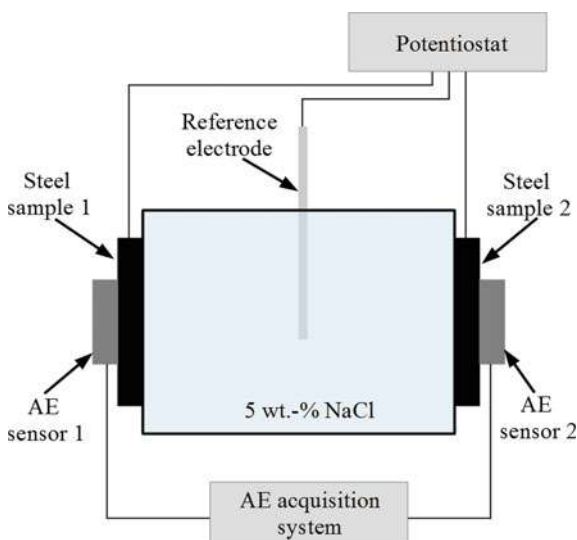 Potentiostat
Reference
electrode
Steel
sample 1
Steel
sample 2
AE
sensor 1
5 wt.-% NaCl
AE
sensor 2
AE acquisition
system